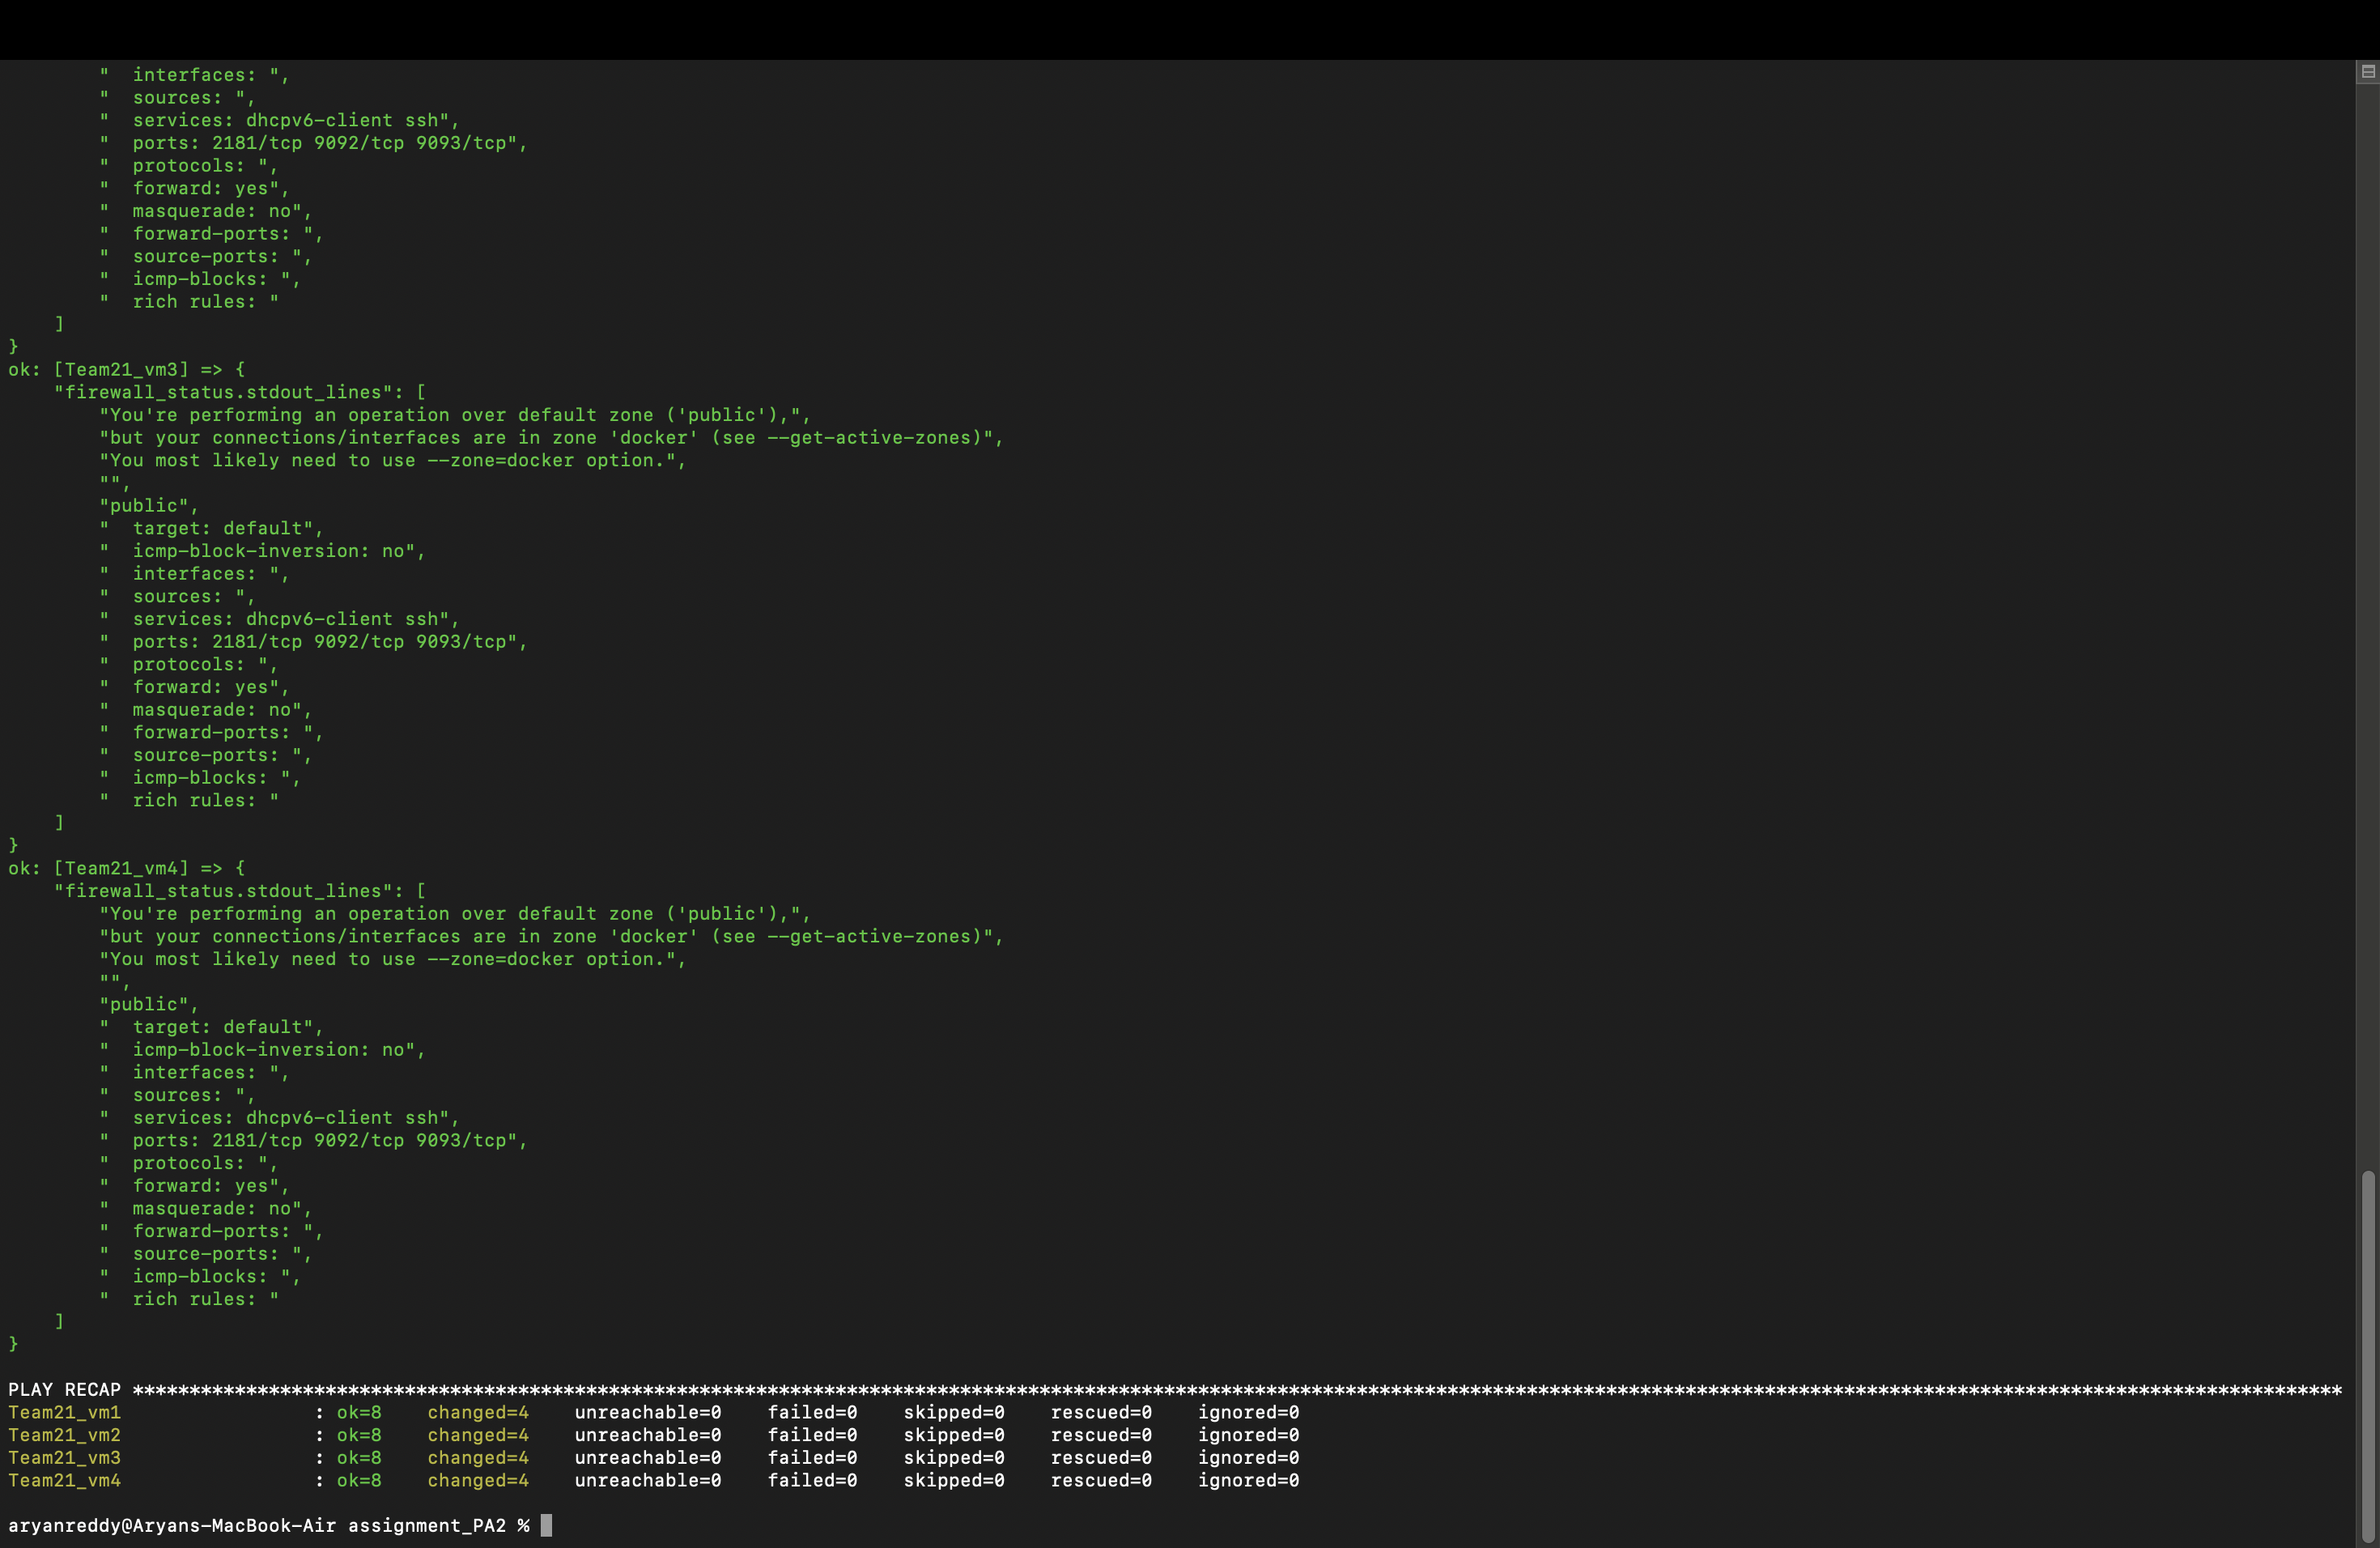 "  interfaces: ",
        "  sources: ",
        "  services: dhcpv6-client ssh",
        "  ports: 2181/tcp 9092/tcp 9093/tcp",
        "  protocols: ",
        "  forward: yes",
        "  masquerade: no",
        "  forward-ports: ",
        "  source-ports: ",
        "  icmp-blocks: ",
        "  rich rules: "
    ]
}
ok: [Team21_vm3] => {
    "firewall_status.stdout_lines": [
        "You're performing an operation over default zone ('public'),",
        "but your connections/interfaces are in zone 'docker' (see --get-active-zones)",
        "You most likely need to use --zone=docker option.",
        "",
        "public",
        "  target: default",
        "  icmp-block-inversion: no",
        "  interfaces: ",
        "  sources: ",
        "  services: dhcpv6-client ssh",
        "  ports: 2181/tcp 9092/tcp 9093/tcp",
        "  protocols: ",
        "  forward: yes",
        "  masquerade: no",
        "  forward-ports: ",
        "  source-ports: ",
        "  icmp-blocks: ",
        "  rich rules: "
    ]
}
ok: [Team21_vm4] => {
    "firewall_status.stdout_lines": [
        "You're performing an operation over default zone ('public'),",
        "but your connections/interfaces are in zone 'docker' (see --get-active-zones)",
        "You most likely need to use --zone=docker option.",
        "",
        "public",
        "  target: default",
        "  icmp-block-inversion: no",
        "  interfaces: ",
        "  sources: ",
        "  services: dhcpv6-client ssh",
        "  ports: 2181/tcp 9092/tcp 9093/tcp",
        "  protocols: ",
        "  forward: yes",
        "  masquerade: no",
        "  forward-ports: ",
        "  source-ports: ",
        "  icmp-blocks: ",
        "  rich rules: "
    ]
}
PLAY RECAP ***************************************************************************************************************************************************************************************************
Team21_vm1                 : ok=8    changed=4    unreachable=0    failed=0    skipped=0    rescued=0    ignored=0
Team21_vm2                 : ok=8    changed=4    unreachable=0    failed=0    skipped=0    rescued=0    ignored=0
Team21_vm3                 : ok=8    changed=4    unreachable=0    failed=0    skipped=0    rescued=0    ignored=0
Team21_vm4                 : ok=8    changed=4    unreachable=0    failed=0    skipped=0    rescued=0    ignored=0
aryanreddy@Aryans-MacBook-Air assignment_PA2 %